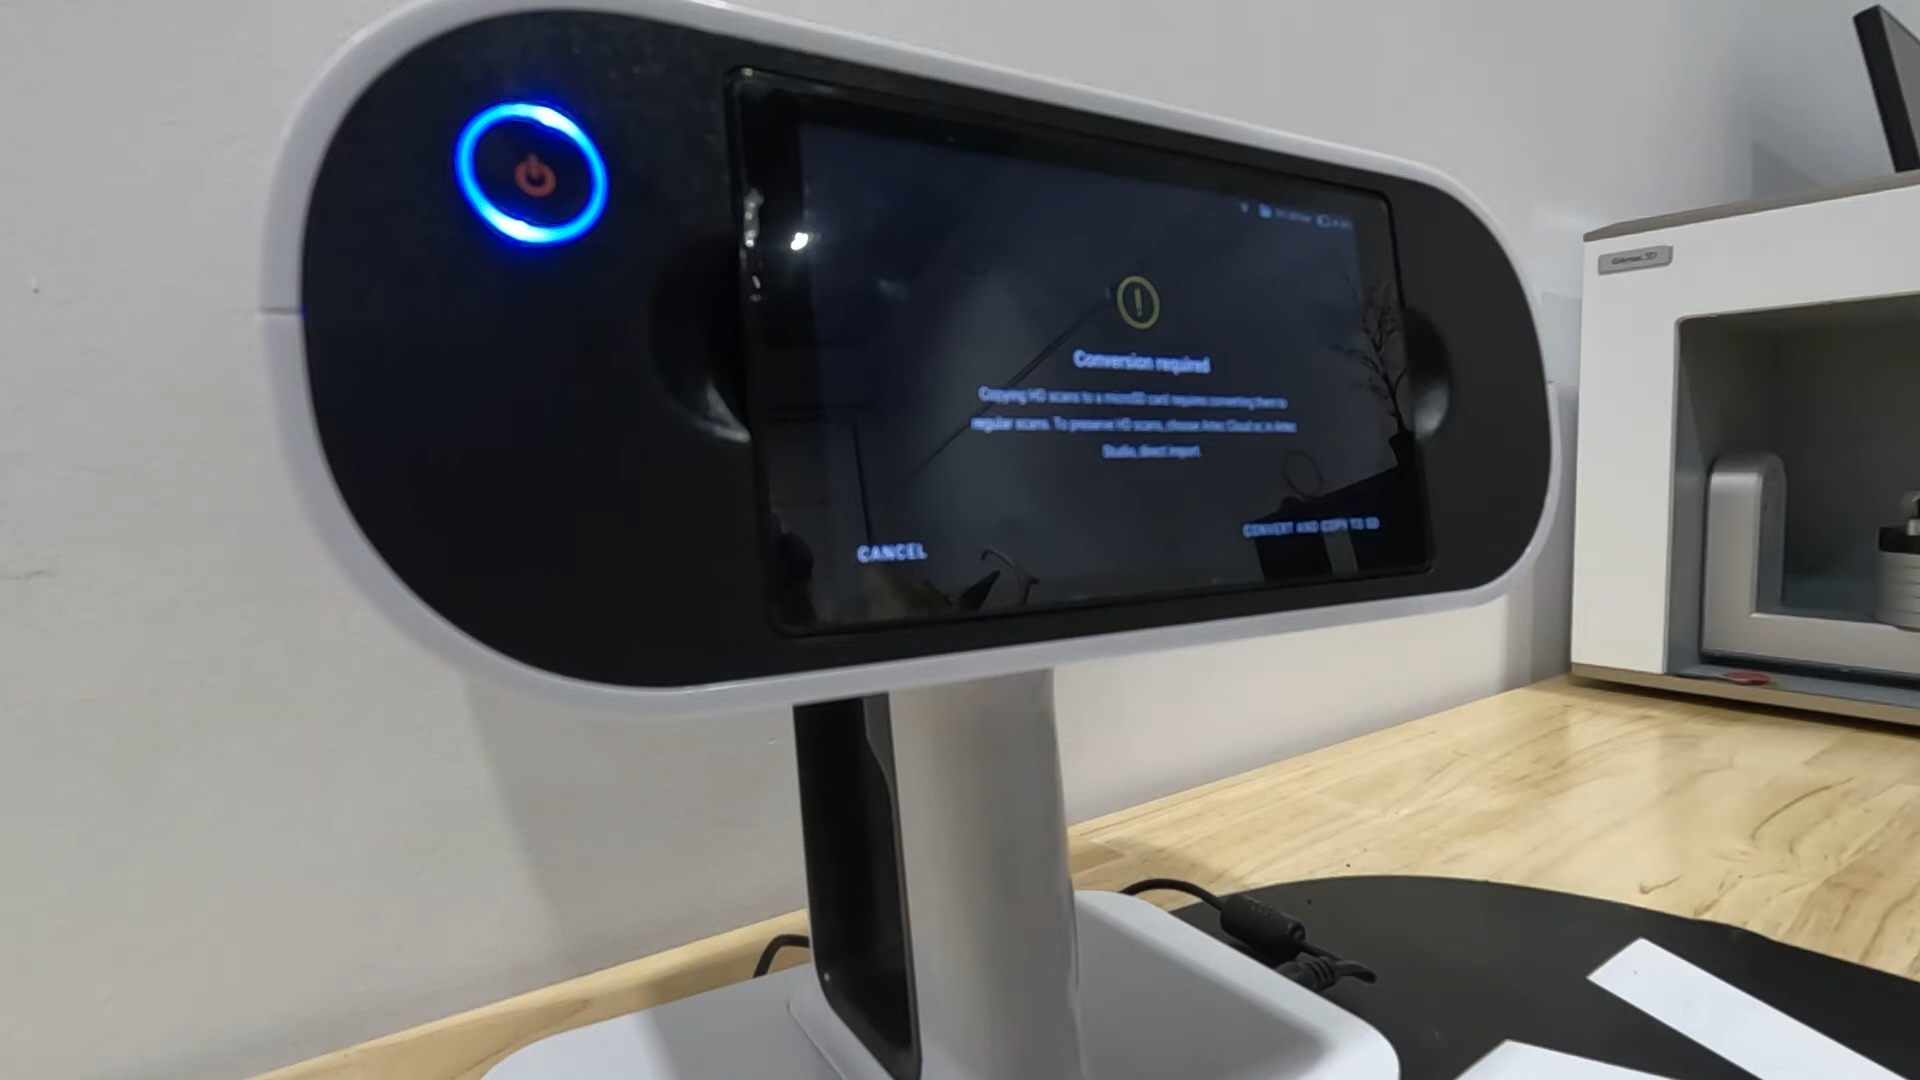 Conversion required
Copying HD scans to a microSD card requires converting them to
regular scans. To preserve HD scans, choose Artec Cloud or, in Artec
Studio, direct import.
CANCEL
CONVERT AND COPY TO SD